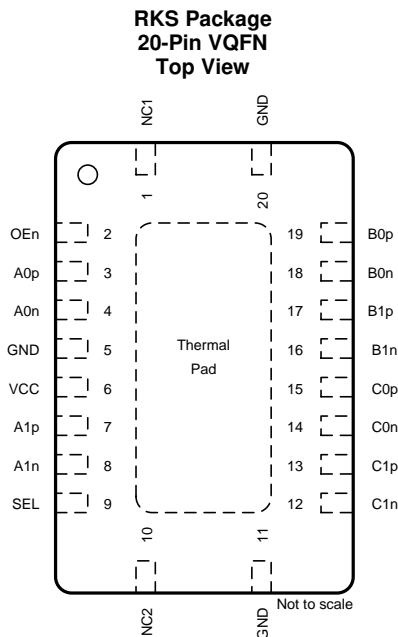 RKS Package
20-Pin VQFN
Top View
NC1
GND
1
20
OEn 2
19 B0p
A0p 3
18 B0n
A0n 4
17 B1p
GND 5
16 B1n
Thermal
Pad
VCC 6
15 C0p
A1p 7
14 C0n
A1n 8
13 C1p
SEL 9
12 C1n
10
11
NC2
GND
Not to scale